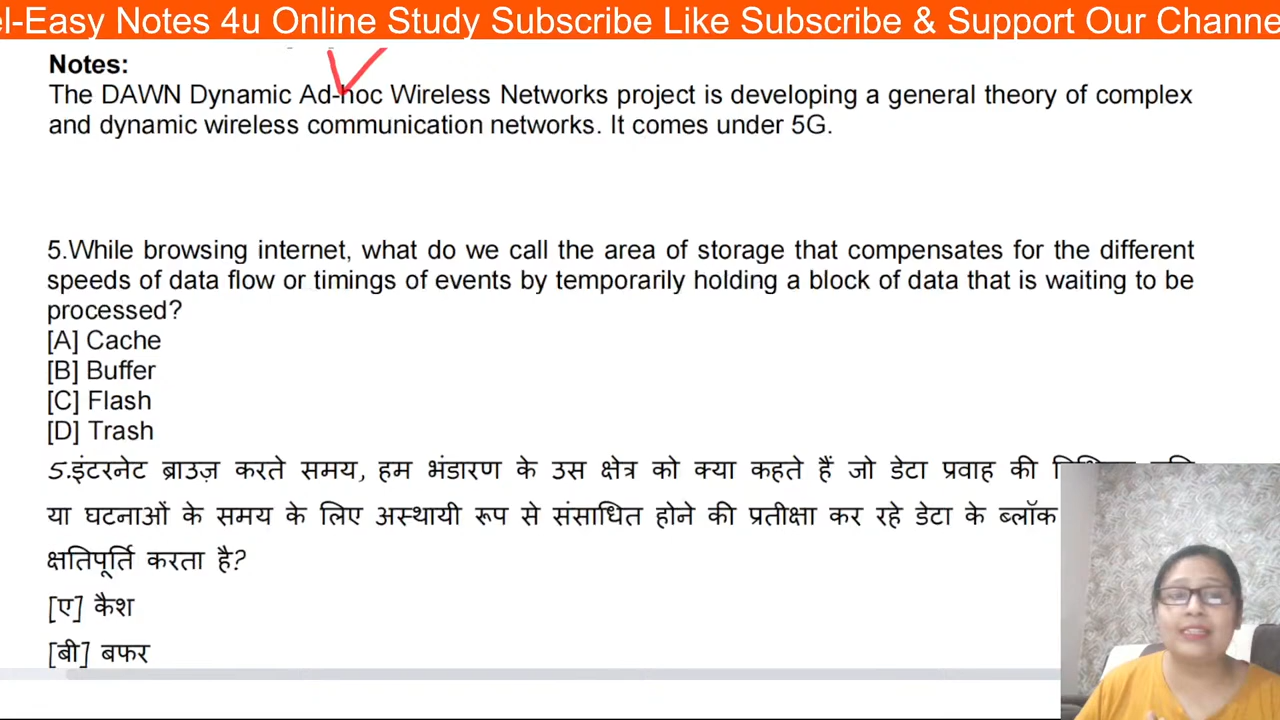 el-Easy Notes 4u Online Study Subscribe Like Subscribe & Support Our Channe
Notes:
The DAWN Dynamic Ad-hoc Wireless Networks project is developing a general theory of complex
and dynamic wireless communication networks. It comes under 5G.
5.While browsing internet, what do we call the area of storage that compensates for the different
speeds of data flow or timings of events by temporarily holding a block of data that is waiting to be
processed?
[A] Cache
[B] Buffer
[C] Flash
[D] Trash
5.इंटरनेट ब्राउज़ करते समय, हम भंडारण के उस क्षेत्र को क्या कहते हैं जो डेटा प्रवाह की
या घटनाओं के समय के लिए अस्थायी रूप से संसाधित होने की प्रतीक्षा कर रहे डेटा के ब्लॉक
क्षतिपूर्ति करता है?
[ए] कैश
[बी] बफर